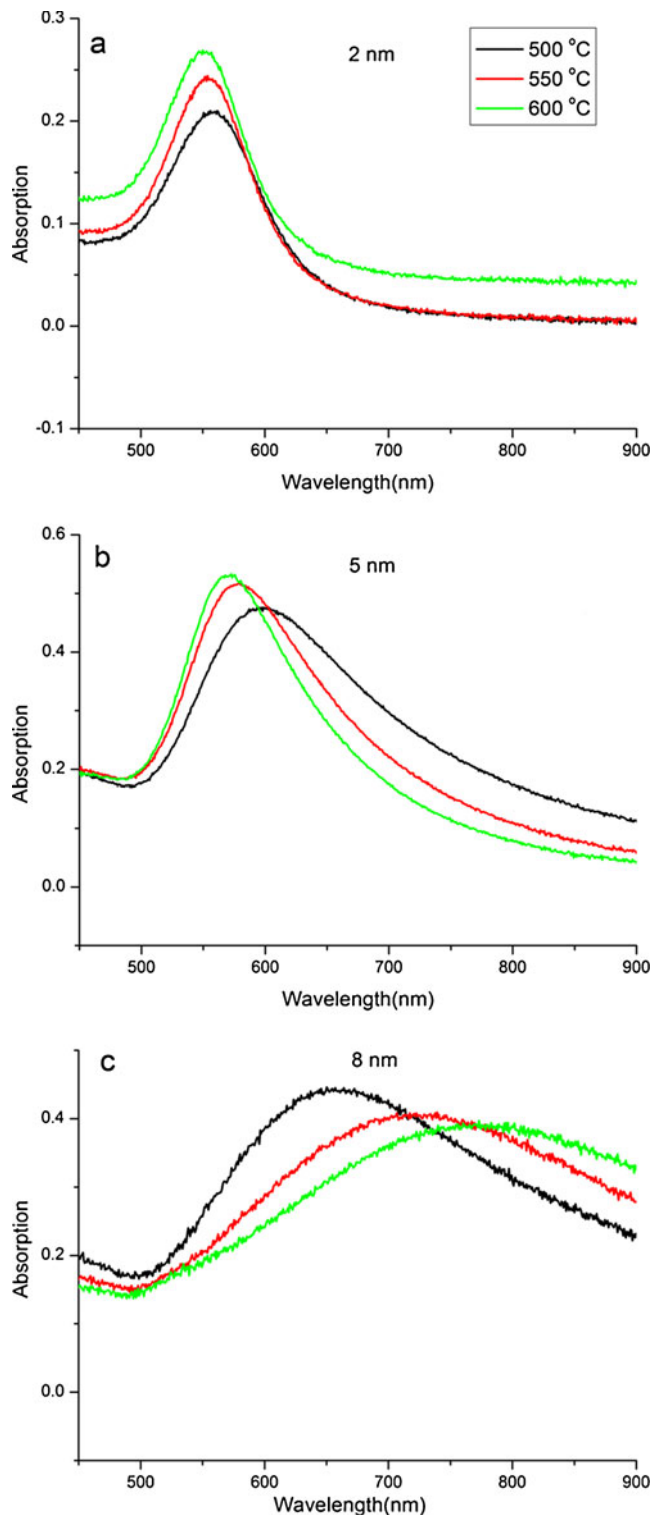 a
2 nm
500 °C
550 °C
600 °C
0.3
0.2
0.1
0.0
-0.1
Absorption
500 600 700 800 900
Wavelength(nm)
b
5 nm
0.6
0.4
0.2
0.0
Absorption
500 600 700 800 900
Wavelength(nm)
c
8 nm
0.4
0.2
0.0
Absorption
500 600 700 800 900
Wavelength(nm)